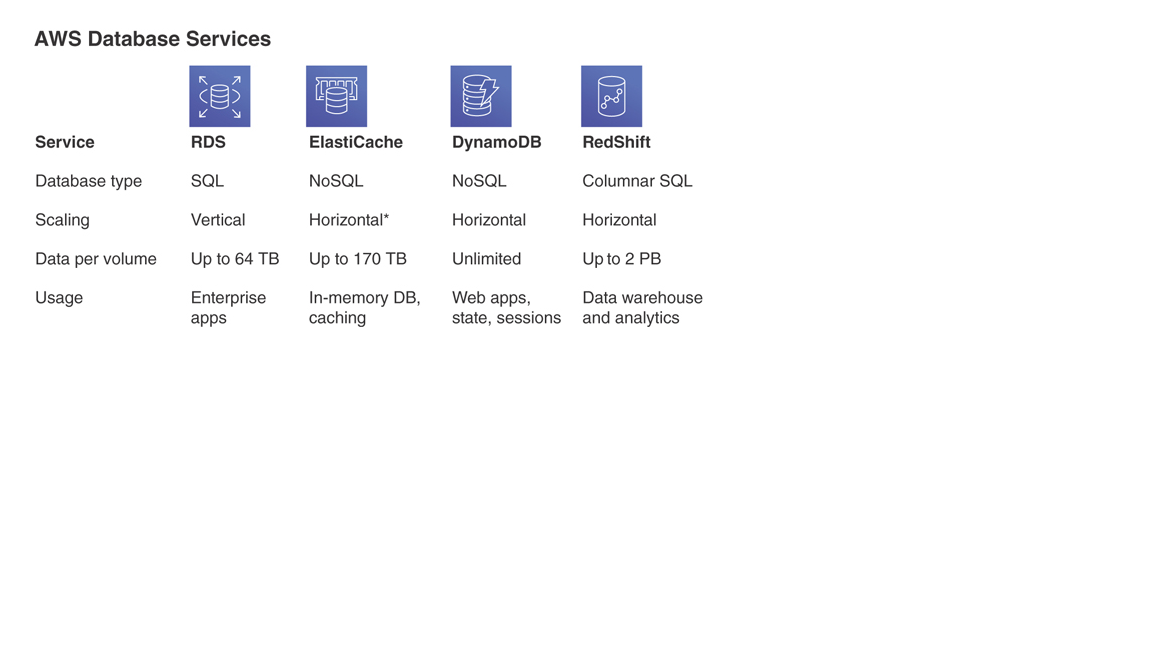 AWS Database Services
Service RDS ElastiCache DynamoDB RedShift
Database type SQL NoSQL NoSQL Columnar SQL
Scaling Vertical Horizontal* Horizontal Horizontal
Data per volume Up to 64 TB Up to 170 TB Unlimited Up to 2 PB
Usage Enterprise In-memory DB, Web apps, Data warehouse
apps caching state, sessions and analytics